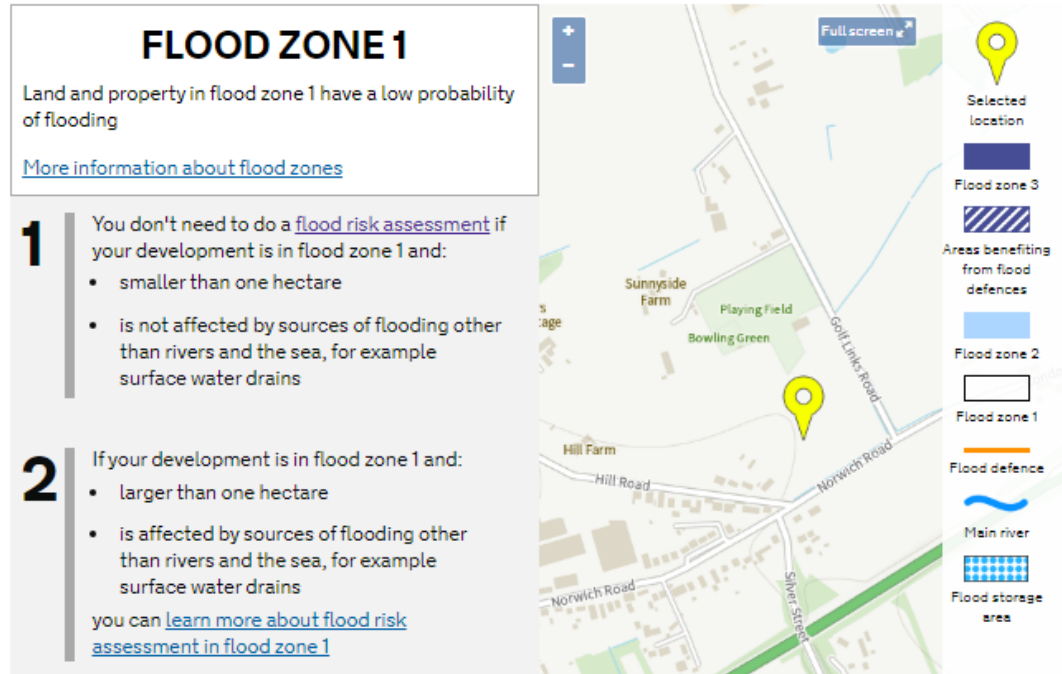 FLOOD ZONE 1
Land and property in flood zone 1 have a low probability
of flooding
More information about flood zones
1
You don't need to do a flood risk assessment if
your development is in flood zone 1 and:
• smaller than one hectare
• is not affected by sources of flooding other
than rivers and the sea, for example
surface water drains
2
If your development is in flood zone 1 and:
• larger than one hectare
• is affected by sources of flooding other
than rivers and the sea, for example
surface water drains
you can learn more about flood risk
assessment in flood zone 1
+
−
Full screen
Sunnyside
Farm
Playing Field
Bowling Green
Golf Links Road
Hill Farm
Hill Road
Norwich Road
Norwich Road
Silver Street
Selected
location
Flood zone 3
Areas benefiting
from flood
defences
Flood zone 2
Flood zone 1
Flood defence
Main river
Flood storage
area